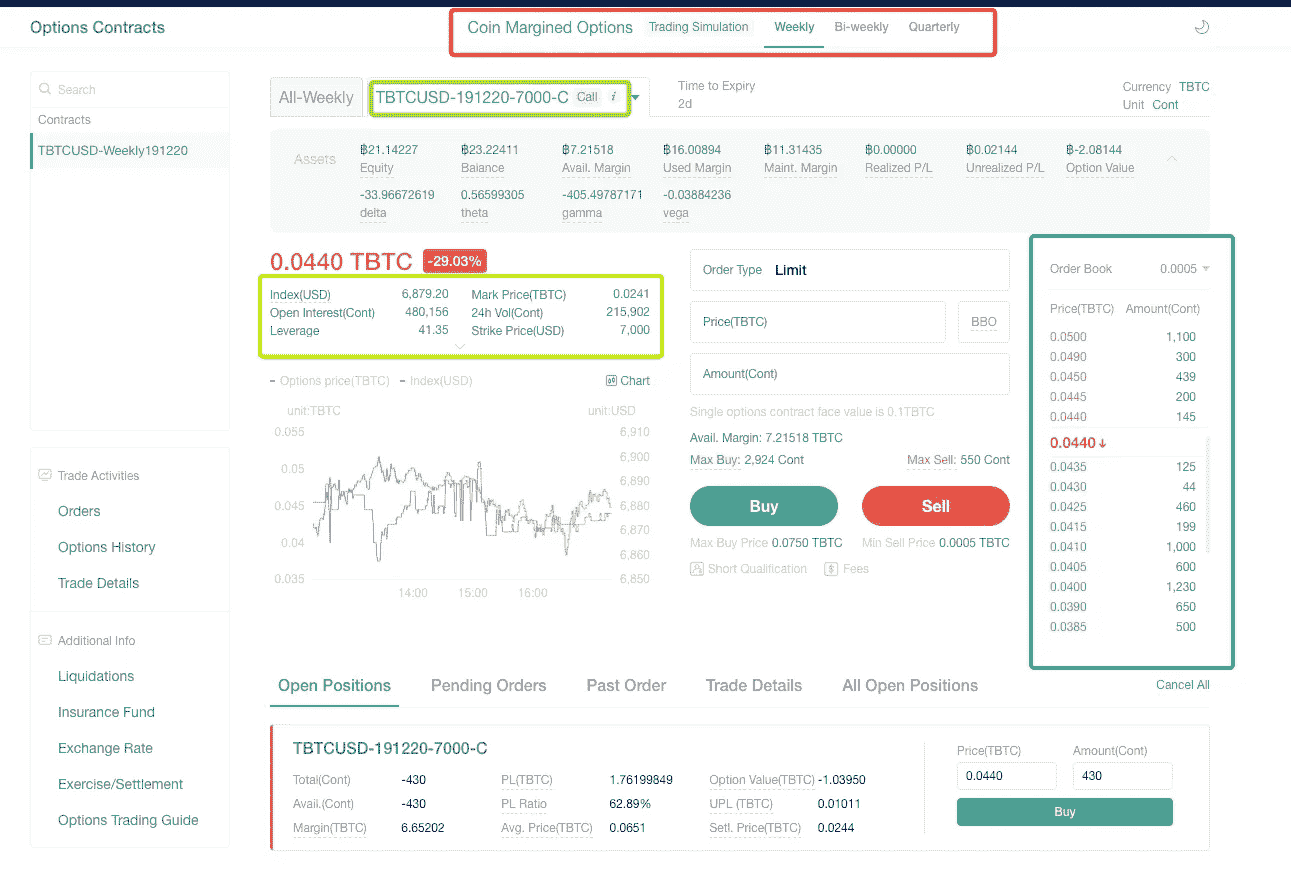 Options Contracts
Coin Margined Options Trading Simulation Weekly Bi-weekly Quarterly
Search
Contracts
TBTCUSD-Weekly191220
All-Weekly TBTCUSD-191220-7000-C Call i
Time to Expiry
2d
Currency TBTC
Unit Cont
Assets
฿21.14227 ฿23.22411 ฿7.21518 ฿16.00894 ฿11.31435 ฿0.00000 ฿0.02144 ฿-2.08144
Equity Balance Avail. Margin Used Margin Maint. Margin Realized P/L Unrealized P/L Option Value
-33.96672619 0.56599305 -405.49787171 -0.03884236
delta theta gamma vega
0.0440 TBTC -29.03%
Index(USD) 6,879.20 Mark Price(TBTC) 0.0241
Open Interest(Cont) 480,156 24h Vol(Cont) 215,902
Leverage 41.35 Strike Price(USD) 7,000
Options price(TBTC) Index(USD) Chart
unit:TBTC unit:USD
0.055 6,910
6,900
0.05
6,890
0.045 6,880
6,870
0.04
6,860
0.035 6,850
14:00 15:00 16:00
Order Type Limit
Price(TBTC) BBO
Amount(Cont)
Single options contract face value is 0.1TBTC
Avail. Margin: 7.21518 TBTC
Max Buy: 2,924 Cont Max Sell: 550 Cont
Buy Sell
Max Buy Price 0.0750 TBTC Min Sell Price 0.0005 TBTC
Short Qualification $ Fees
Order Book 0.0005
Price(TBTC) Amount(Cont)
0.0500 1,100
0.0490 300
0.0450 439
0.0445 200
0.0440 145
0.0440↓
0.0435 125
0.0430 44
0.0425 460
0.0415 199
0.0410 1,000
0.0405 600
0.0400 1,230
0.0390 650
0.0385 500
Trade Activities
Orders
Options History
Trade Details
Additional Info
Liquidations
Insurance Fund
Exchange Rate
Exercise/Settlement
Options Trading Guide
Open Positions Pending Orders Past Order Trade Details All Open Positions Cancel All
TBTCUSD-191220-7000-C
Total(Cont) -430 PL(TBTC) 1.76199849 Option Value(TBTC) -1.03950
Avail.(Cont) -430 PL Ratio 62.89% UPL (TBTC) 0.01011
Margin(TBTC) 6.65202 Avg. Price(TBTC) 0.0651 Setl. Price(TBTC) 0.0244
Price(TBTC) Amount(Cont)
0.0440 430
Buy